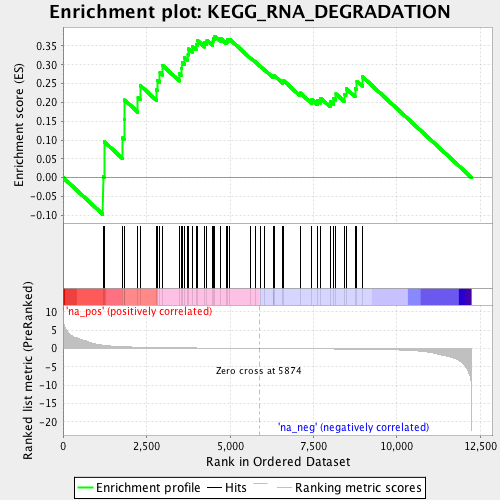 Enrichment plot: KEGG_RNA_DEGRADATION
Enrichment score (ES)
0.35
0.30
0.25
0.20
0.15
0.10
0.05
0.00
-0.05
-0.10
'na_pos' (positively correlated)
Ranked list metric (PreRanked)
10
5
0
-5
-10
-15
-20
Zero cross at 5874
'na_neg' (negatively correlated)
0
2,500
5,000
7,500
10,000
12,500
Rank in Ordered Dataset
Enrichment profile
Hits
Ranking metric scores